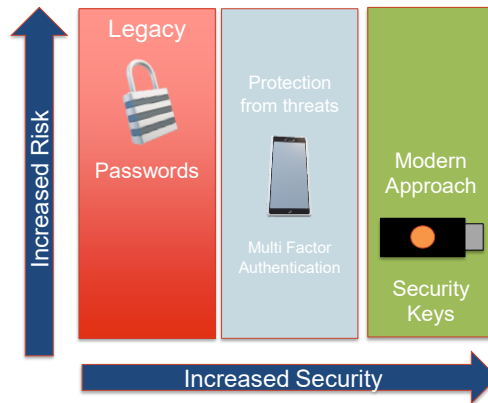 Increased Risk
Legacy
Passwords
Protection
from threats
Multi Factor
Authentication
Modern
Approach
Security
Keys
Increased Security